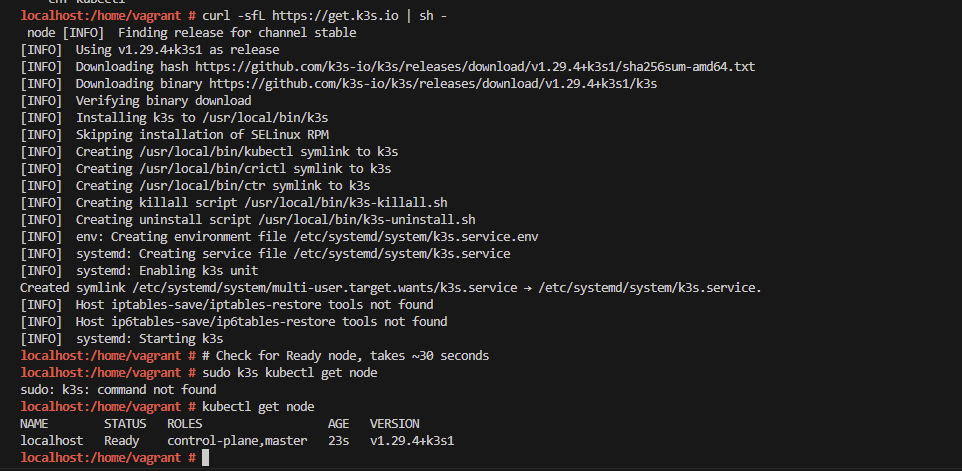 localhost:/home/vagrant # curl -sfL https://get.k3s.io | sh -
 node [INFO]  Finding release for channel stable
[INFO]  Using v1.29.4+k3s1 as release
[INFO]  Downloading hash https://github.com/k3s-io/k3s/releases/download/v1.29.4+k3s1/sha256sum-amd64.txt
[INFO]  Downloading binary https://github.com/k3s-io/k3s/releases/download/v1.29.4+k3s1/k3s
[INFO]  Verifying binary download
[INFO]  Installing k3s to /usr/local/bin/k3s
[INFO]  Skipping installation of SELinux RPM
[INFO]  Creating /usr/local/bin/kubectl symlink to k3s
[INFO]  Creating /usr/local/bin/crictl symlink to k3s
[INFO]  Creating /usr/local/bin/ctr symlink to k3s
[INFO]  Creating killall script /usr/local/bin/k3s-killall.sh
[INFO]  Creating uninstall script /usr/local/bin/k3s-uninstall.sh
[INFO]  env: Creating environment file /etc/systemd/system/k3s.service.env
[INFO]  systemd: Creating service file /etc/systemd/system/k3s.service
[INFO]  systemd: Enabling k3s unit
Created symlink /etc/systemd/system/multi-user.target.wants/k3s.service → /etc/systemd/system/k3s.service.
[INFO]  Host iptables-save/iptables-restore tools not found
[INFO]  Host ip6tables-save/ip6tables-restore tools not found
[INFO]  systemd: Starting k3s
localhost:/home/vagrant # # Check for Ready node, takes ~30 seconds
localhost:/home/vagrant # sudo k3s kubectl get node
sudo: k3s: command not found
localhost:/home/vagrant # kubectl get node
NAME        STATUS   ROLES                  AGE   VERSION
localhost   Ready    control-plane,master   23s   v1.29.4+k3s1
localhost:/home/vagrant #